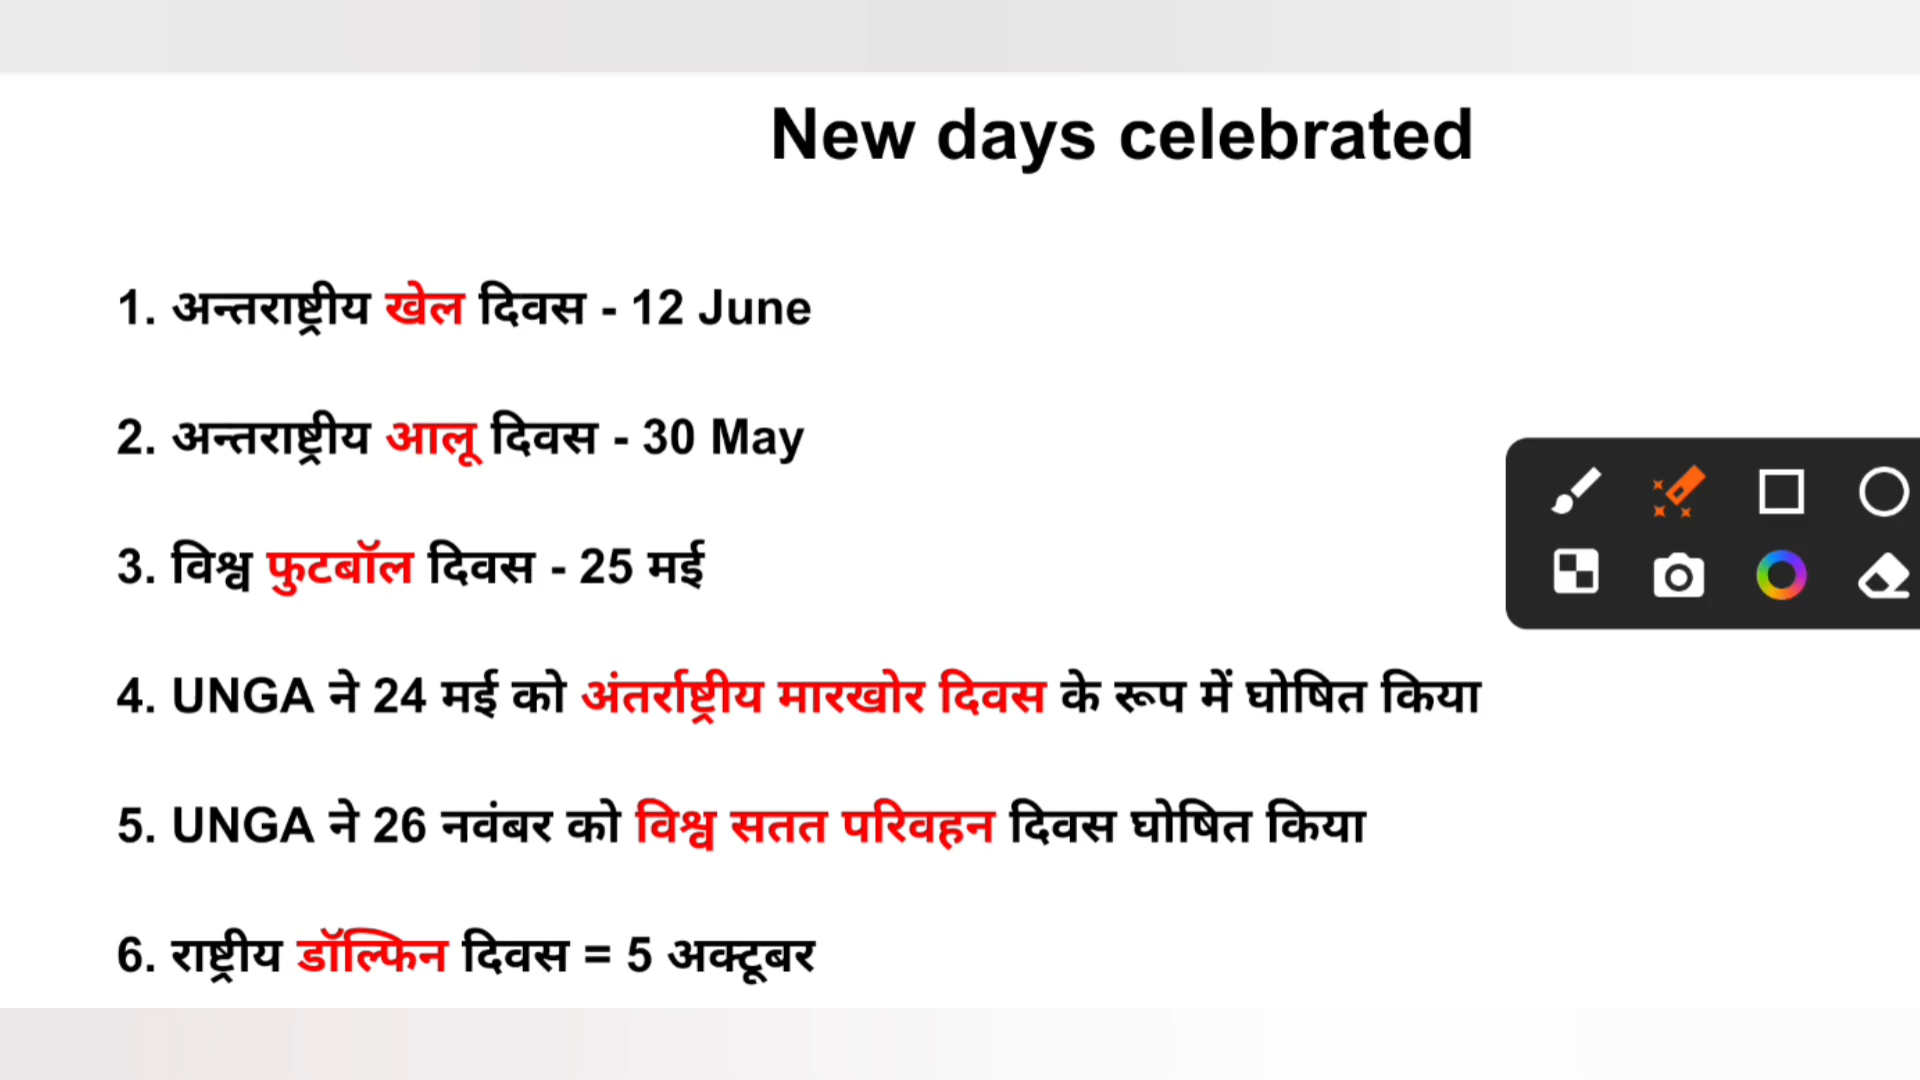 New days celebrated
1. अन्तराष्ट्रीय खेल दिवस - 12 June
2. अन्तराष्ट्रीय आलू दिवस - 30 May
3. विश्व फुटबॉल दिवस - 25 मई
4. UNGA ने 24 मई को अंतर्राष्ट्रीय मारखोर दिवस के रूप में घोषित किया
5. UNGA ने 26 नवंबर को विश्व सतत परिवहन दिवस घोषित किया
6. राष्ट्रीय डॉल्फिन दिवस = 5 अक्टूबर